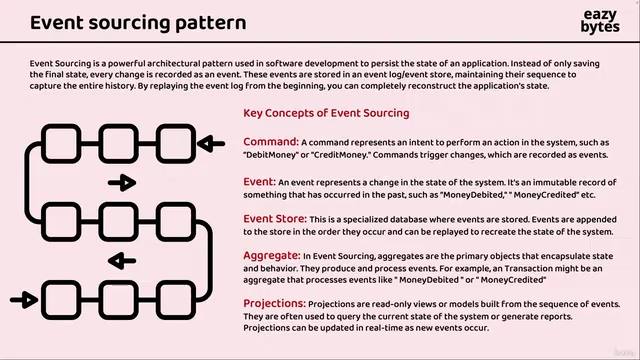 Event sourcing pattern
eazy
bytes
Event Sourcing is a powerful architectural pattern used in software development to persist the state of an application. Instead of only saving
the final state, every change is recorded as an event. These events are stored in an event log/event store, maintaining their sequence to
capture the entire history. By replaying the event log from the beginning, you can completely reconstruct the application's state.
Key Concepts of Event Sourcing
Command: A command represents an intent to perform an action in the system, such as
"DebitMoney" or "CreditMoney." Commands trigger changes, which are recorded as events.
Event: An event represents a change in the state of the system. It's an immutable record of
something that has occurred in the past, such as "MoneyDebited," " MoneyCredited" etc.
Event Store: This is a specialized database where events are stored. Events are appended
to the store in the order they occur and can be replayed to recreate the state of the system.
Aggregate: In Event Sourcing, aggregates are the primary objects that encapsulate state
and behavior. They produce and process events. For example, an Transaction might be an
aggregate that processes events like " MoneyDebited " or " MoneyCredited"
Projections: Projections are read-only views or models built from the sequence of events.
They are often used to query the current state of the system or generate reports.
Projections can be updated in real-time as new events occur.